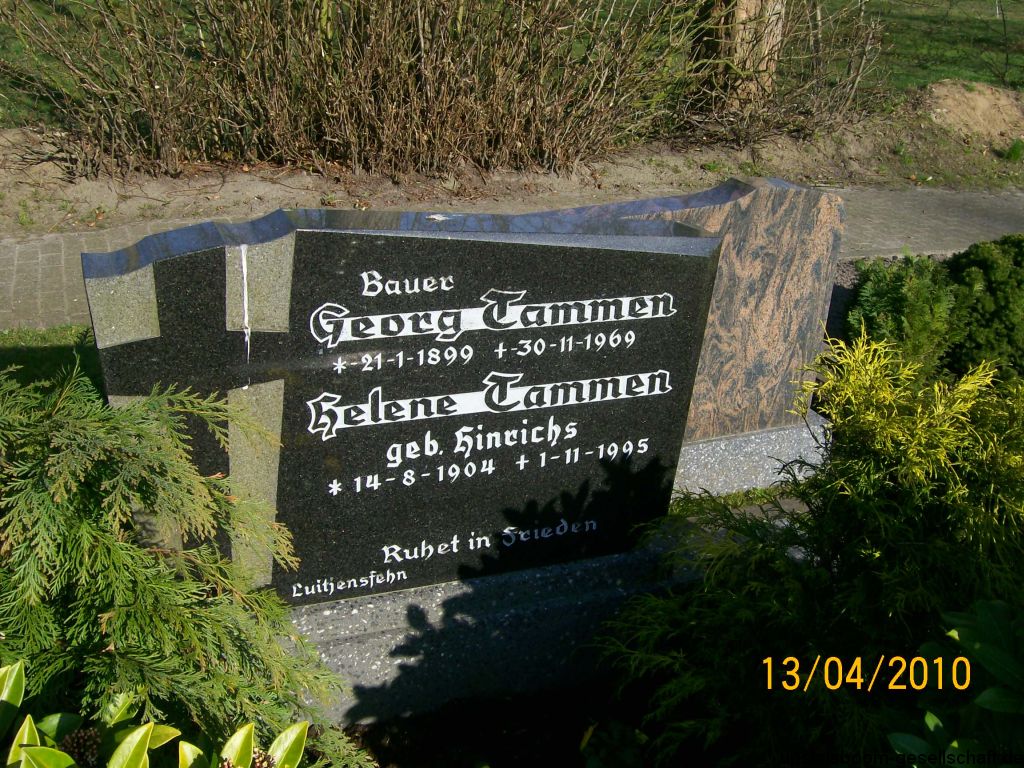 Bauer
Georg Tammen
*-21-1-1899 +-30-11-1969
Helene Tammen
geb. Hinrichs
* 14-8-1904 + 1-11-1995
Ruhet in Frieden
Luitjensfehn
13/04/2010